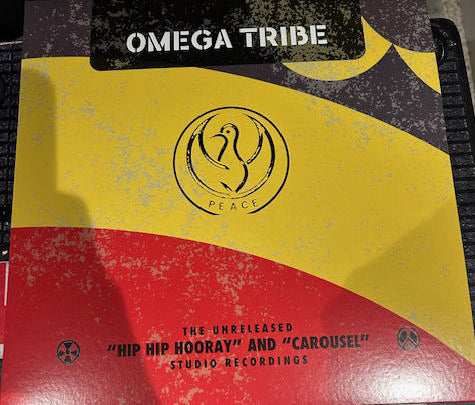 OMEGA TRIBE
PEACE
THE UNRELEASED
"HIP HIP HOORAY" AND "CAROUSEL"
STUDIO RECORDINGS